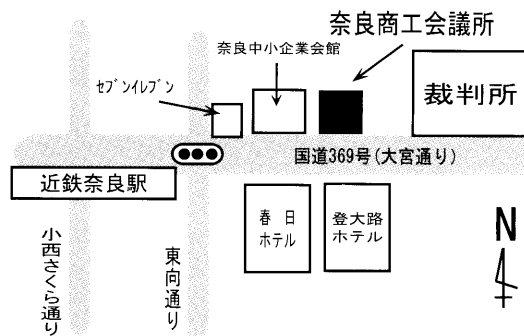 奈良商工会議所
奈良中小企業会館
セブンイレブン
裁判所
国道369号(大宮通り)
近鉄奈良駅
春日
ホテル
登大路
ホテル
小西さくら通り
東向通り
N